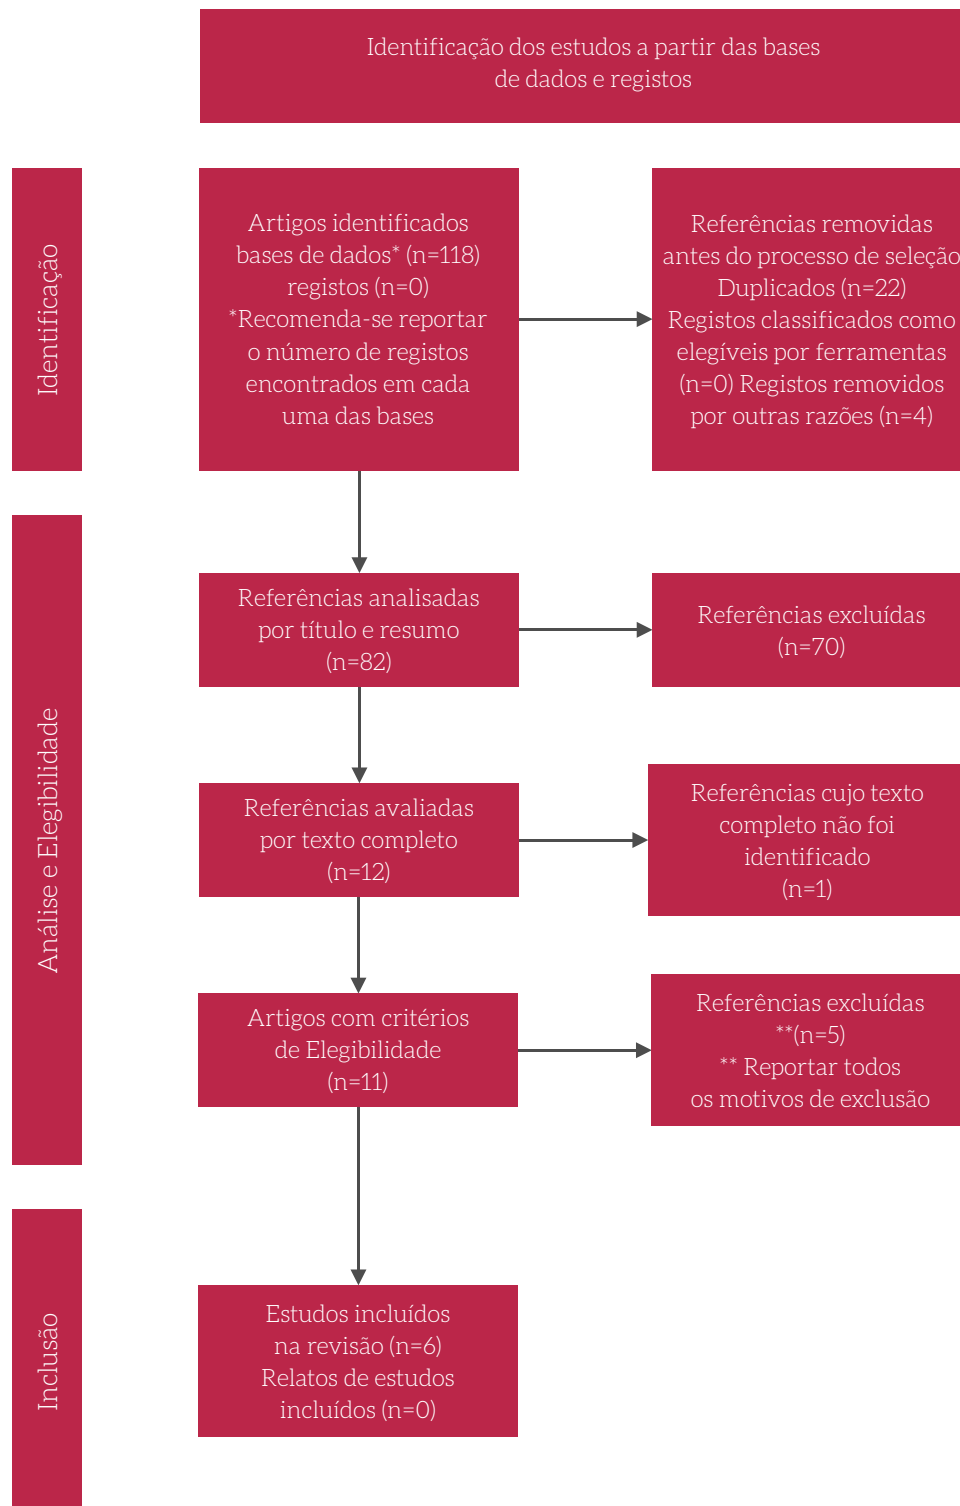 Identificação dos estudos a partir das bases
de dados e registos
Identificação
Artigos identificados
bases de dados* (n=118)
registos (n=0)
*Recomenda-se reportar
o número de registos
encontrados em cada
uma das bases
Referências removidas
antes do processo de seleção
Duplicados (n=22)
Registos classificados como
elegíveis por ferramentas
(n=0) Registos removidos
por outras razões (n=4)
Análise e Elegibilidade
Referências analisadas
por título e resumo
(n=82)
Referências excluídas
(n=70)
Referências avaliadas
por texto completo
(n=12)
Referências cujo texto
completo não foi
identificado
(n=1)
Artigos com critérios
de Elegibilidade
(n=11)
Referências excluídas
**(n=5)
** Reportar todos
os motivos de exclusão
Inclusão
Estudos incluídos
na revisão (n=6)
Relatos de estudos
incluídos (n=0)